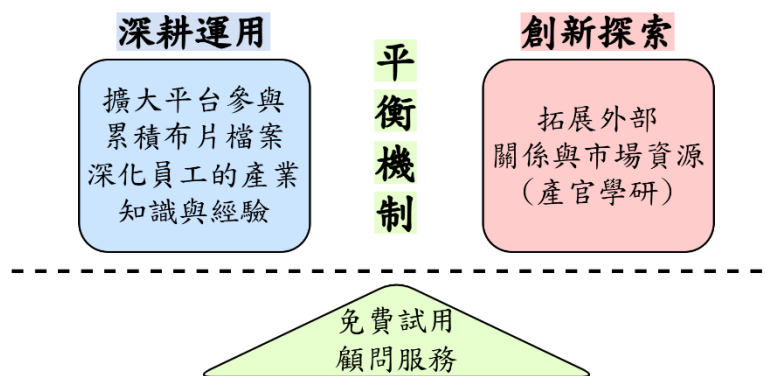 深耕運用
擴大平台參與
累積布片檔案
深化員工的產業
知識與經驗
平
衡
機
制
創新探索
拓展外部
關係與市場資源
（產官學研）
免費試用
顧問服務